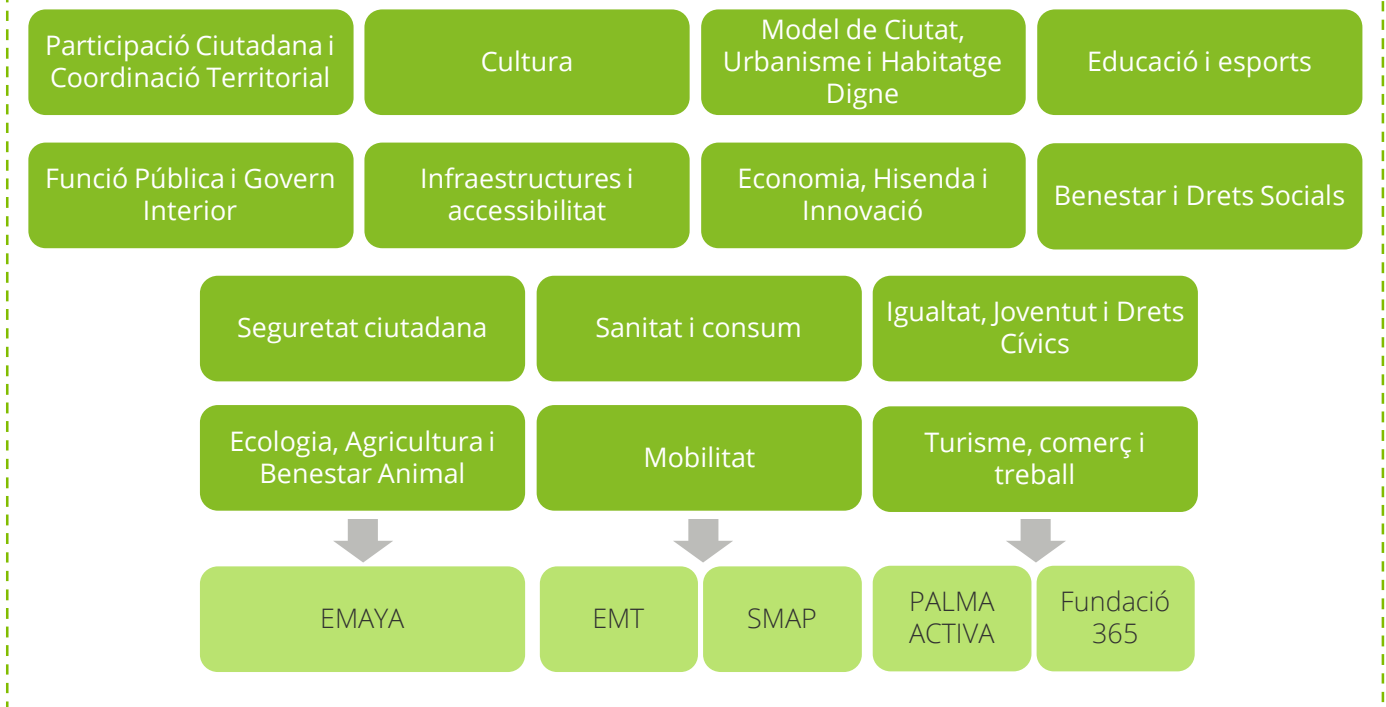 Participació Ciutadana i
Coordinació Territorial
Cultura
Model de Ciutat,
Urbanisme i Habitatge
Digne
Educació i esports
Funció Pública i Govern
Interior
Infraestructures i
accessibilitat
Economia, Hisenda i
Innovació
Benestar i Drets Socials
Seguretat ciutadana
Sanitat i consum
Igualtat, Joventut i Drets
Cívics
Ecologia, Agricultura i
Benestar Animal
Mobilitat
Turisme, comerç i
treball
EMAYA
EMT
SMAP
PALMA
ACTIVA
Fundació
365